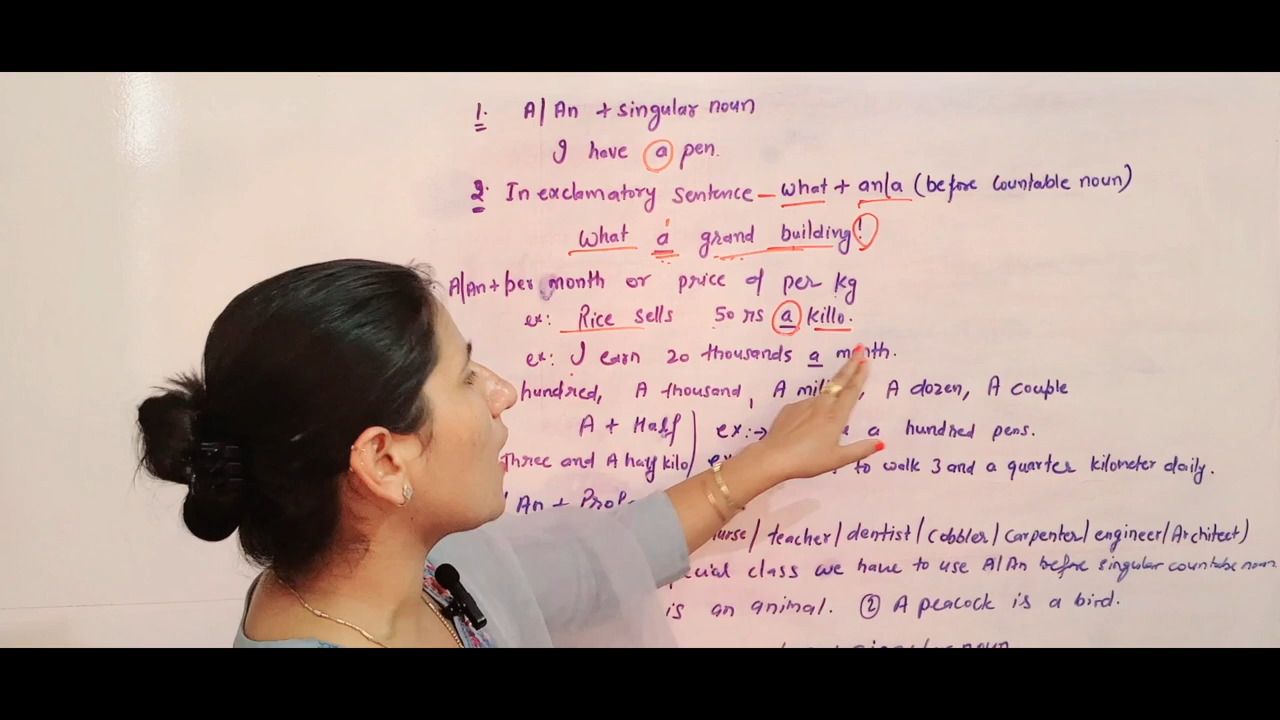 1. A/An + singular noun
I have a pen.
2. In exclamatory sentence - what + an/a (before countable noun)
What a grand building!
A/An + per month or price of per kg
ex: Rice sells 50 rs a killo.
ex: I earn 20 thousands a month.
hundred, A thousand, A , A dozen, A couple
A + Half ex:→ a hundred pens.
Three and A half kilo to walk 3 and a quarter kilometer daily.
An +
teacher/dentist/cobbler/carpenter/engineer/Architect)
class we have to use A/An before singular countable noun
is an animal. ② A peacock is a bird.
singular noun